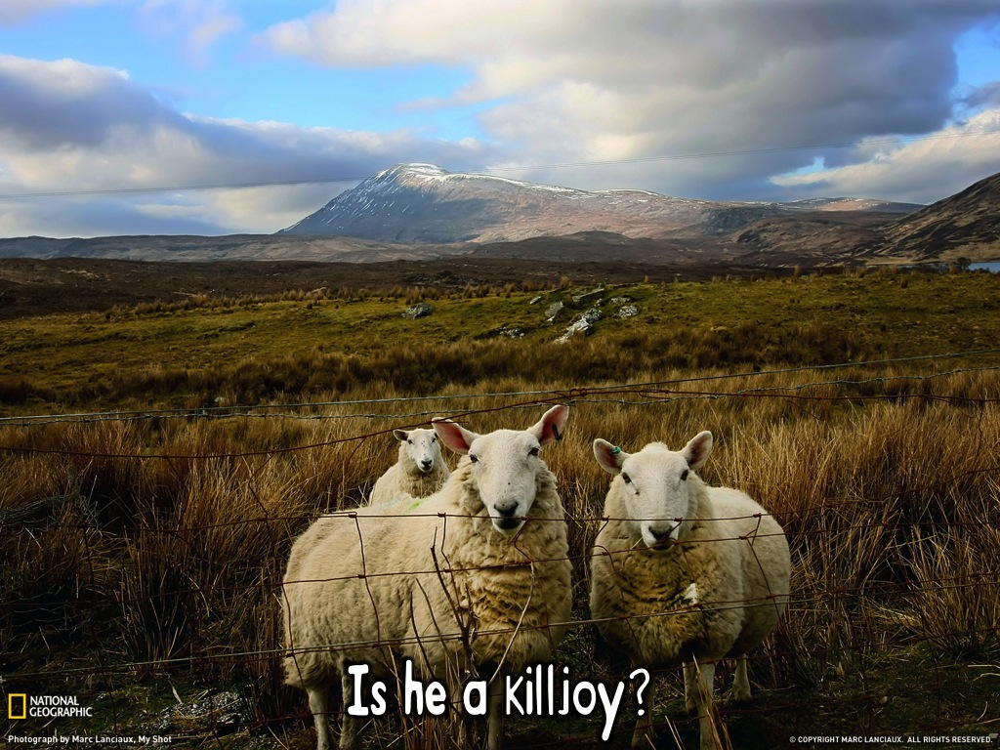 Is he a killjoy?
NATIONAL
GEOGRAPHIC
Photograph by Marc Lanciaux, My Shot
© COPYRIGHT MARC LANCIAUX. ALL RIGHTS RESERVED.